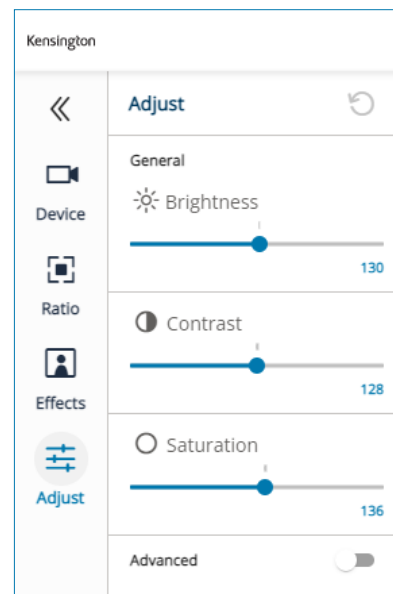 Kensington
Adjust
General
Brightness
130
Device
Ratio
Contrast
128
Effects
Saturation
136
Adjust
Advanced